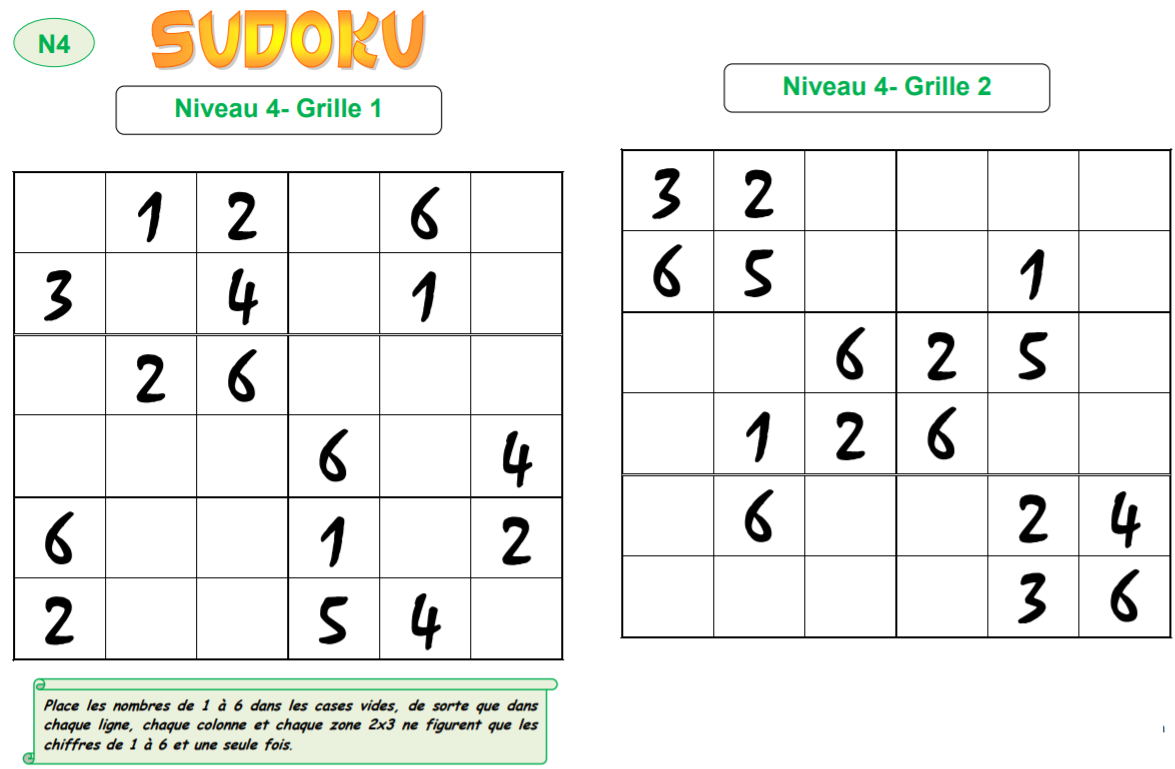 N4
SUDOKU
Niveau 4- Grille 1
1 2 6
3 4 1
2 6
6 4
6 1 2
2 5 4
Place les nombres de 1 à 6 dans les cases vides, de sorte que dans
chaque ligne, chaque colonne et chaque zone 2x3 ne figurent que les
chiffres de 1 à 6 et une seule fois.
Niveau 4- Grille 2
3 2
6 5 1
6 2 5
1 2 6
6 2 4
3 6